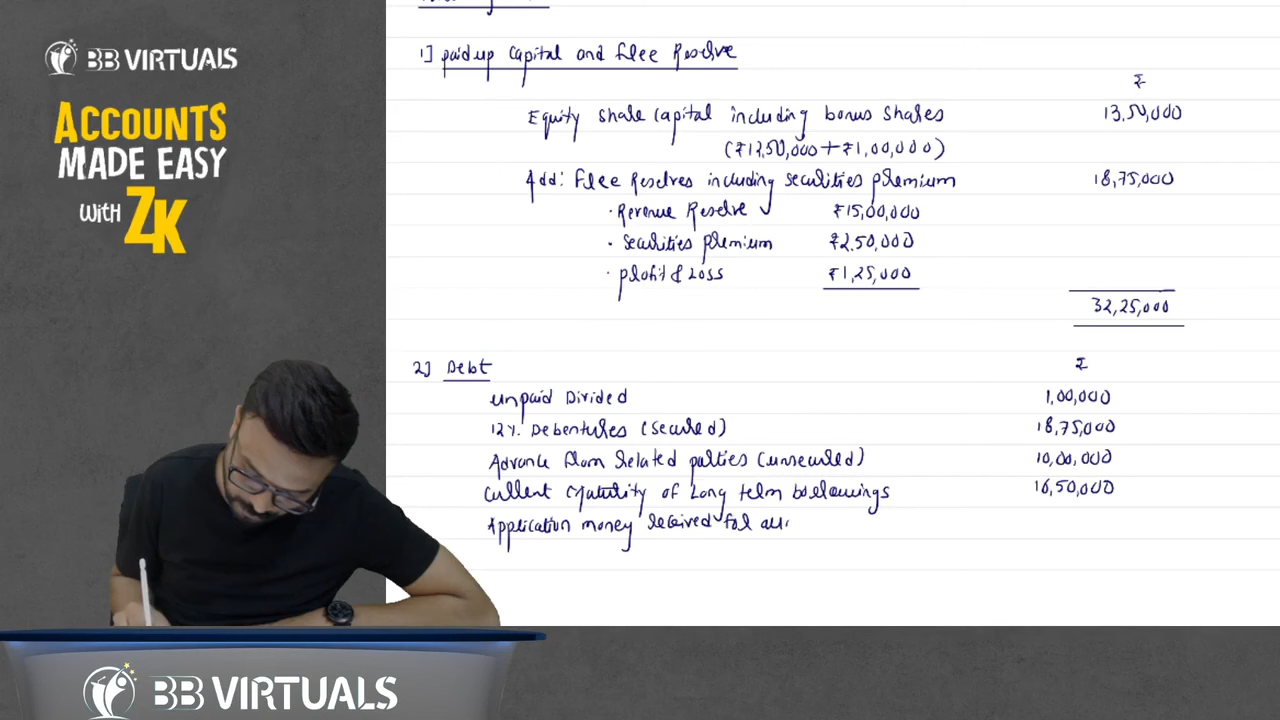 BB VIRTUALS
ACCOUNTS
MADE EASY
with ZK
1] Paid up Capital and Free Reserve
₹
Equity Share Capital including bonus shares 13,50,000
(₹12,50,000 + ₹1,00,000)
Add: Free Reserves including securities premium 18,75,000
· Revenue Reserve ₹15,00,000
· Securities premium ₹2,50,000
· Profit & Loss ₹1,25,000
32,25,000
2] Debt ₹
unpaid Divided 1,00,000
12%. Debentures (secured) 18,75,000
Advance from related parties (unsecured) 10,00,000
Current Maturity of Long term borrowings 16,50,000
Application money received for
BB VIRTUALS